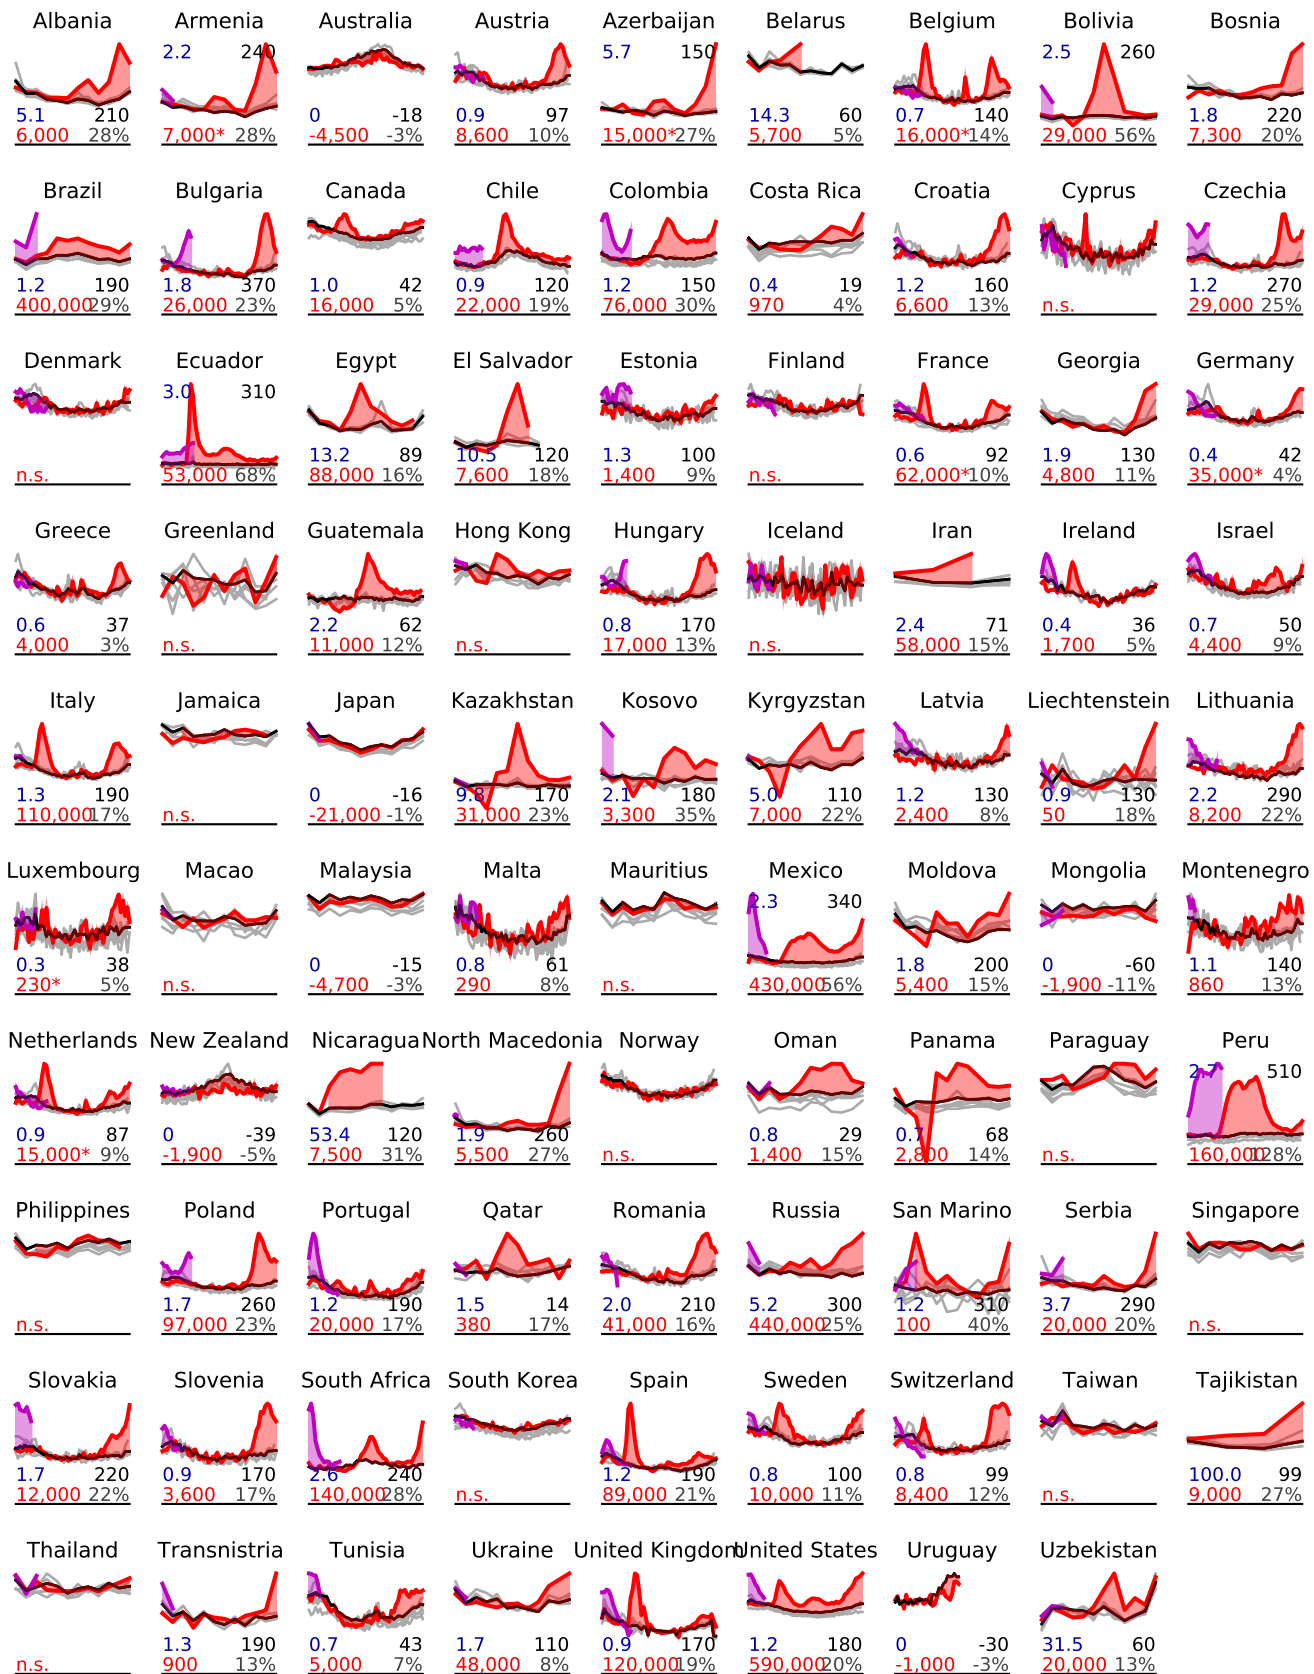 Albania Armenia Australia Austria Azerbaijan Belarus Belgium Bolivia Bosnia
2.2 240 5.7 150 2.5 260
5.1 210 0 -18 0.9 97 14.3 60 0.7 140 1.8 220
6,000 28% 7,000* 28% -4,500 -3% 8,600 10% 15,000* 27% 5,700 5% 16,000* 14% 29,000 56% 7,300 20%
Brazil Bulgaria Canada Chile Colombia Costa Rica Croatia Cyprus Czechia
1.2 190 1.8 370 1.0 42 0.9 120 1.2 150 0.4 19 1.2 160 1.2 270
400,000 29% 26,000 23% 16,000 5% 22,000 19% 76,000 30% 970 4% 6,600 13% n.s. 29,000 25%
Denmark Ecuador Egypt El Salvador Estonia Finland France Georgia Germany
3.0 310
13.2 89 10.5 120 1.3 100 0.6 92 1.9 130 0.4 42
n.s. 53,000 68% 88,000 16% 7,600 18% 1,400 9% n.s. 62,000* 10% 4,800 11% 35,000* 4%
Greece Greenland Guatemala Hong Kong Hungary Iceland Iran Ireland Israel
0.6 37 2.2 62 0.8 170 2.4 71 0.4 36 0.7 50
4,000 3% n.s. 11,000 12% n.s. 17,000 13% n.s. 58,000 15% 1,700 5% 4,400 9%
Italy Jamaica Japan Kazakhstan Kosovo Kyrgyzstan Latvia Liechtenstein Lithuania
1.3 190 0 -16 9.8 170 2.1 180 5.0 110 1.2 130 0.9 130 2.2 290
110,000 17% n.s. -21,000 -1% 31,000 23% 3,300 35% 7,000 22% 2,400 8% 50 18% 8,200 22%
Luxembourg Macao Malaysia Malta Mauritius Mexico Moldova Mongolia Montenegro
2.3 340
0.3 38 0 -15 0.8 61 1.8 200 0 -60 1.1 140
230* 5% n.s. -4,700 -3% 290 8% n.s. 430,000 56% 5,400 15% -1,900 -11% 860 13%
Netherlands New Zealand Nicaragua North Macedonia Norway Oman Panama Paraguay Peru
2.7 510
0.9 87 0 -39 53.4 120 1.9 260 0.8 29 0.7 68
15,000* 9% -1,900 -5% 7,500 31% 5,500 27% n.s. 1,400 15% 2,800 14% n.s. 160,000 128%
Philippines Poland Portugal Qatar Romania Russia San Marino Serbia Singapore
1.7 260 1.2 190 1.5 14 2.0 210 5.2 300 1.2 310 3.7 290
n.s. 97,000 23% 20,000 17% 380 17% 41,000 16% 440,000 25% 100 40% 20,000 20% n.s.
Slovakia Slovenia South Africa South Korea Spain Sweden Switzerland Taiwan Tajikistan
1.7 220 0.9 170 2.6 240 1.2 190 0.8 100 0.8 99 100.0 99
12,000 22% 3,600 17% 140,000 28% n.s. 89,000 21% 10,000 11% 8,400 12% n.s. 9,000 27%
Thailand Transnistria Tunisia Ukraine United Kingdom United States Uruguay Uzbekistan
1.3 190 0.7 43 1.7 110 0.9 170 1.2 180 0 -30 31.5 60
n.s. 900 13% 5,000 7% 48,000 8% 120,000 19% 590,000 20% -1,000 -3% 20,000 13%